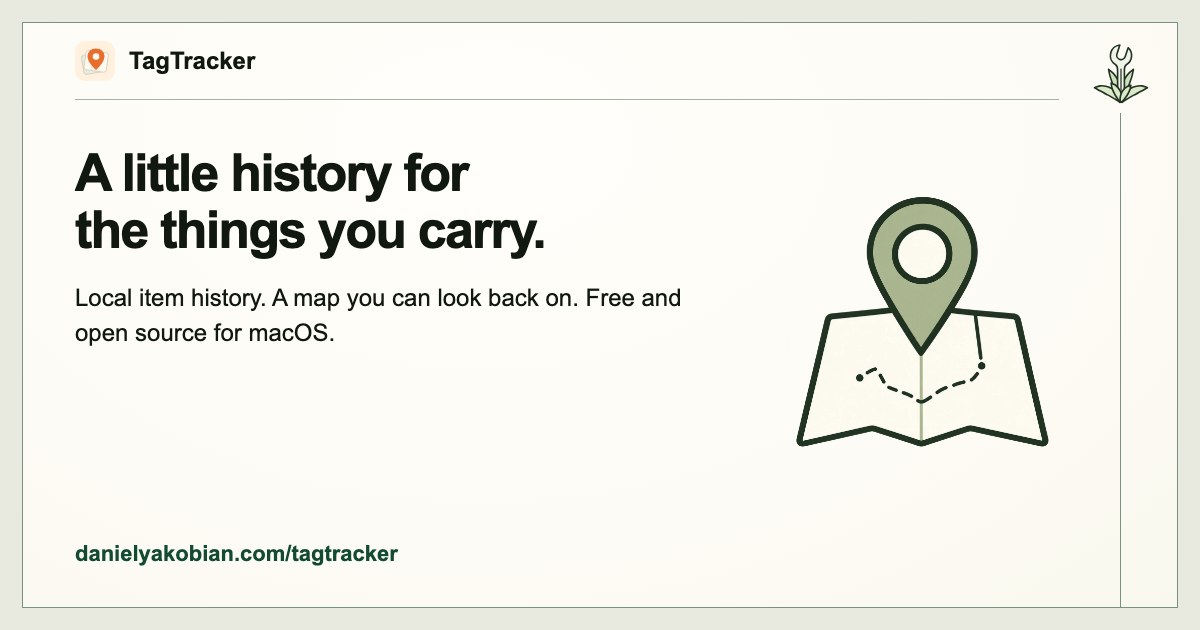 TagTracker
A little history for
the things you carry.
Local item history. A map you can look back on. Free and
open source for macOS.
danielyakobian.com/tagtracker